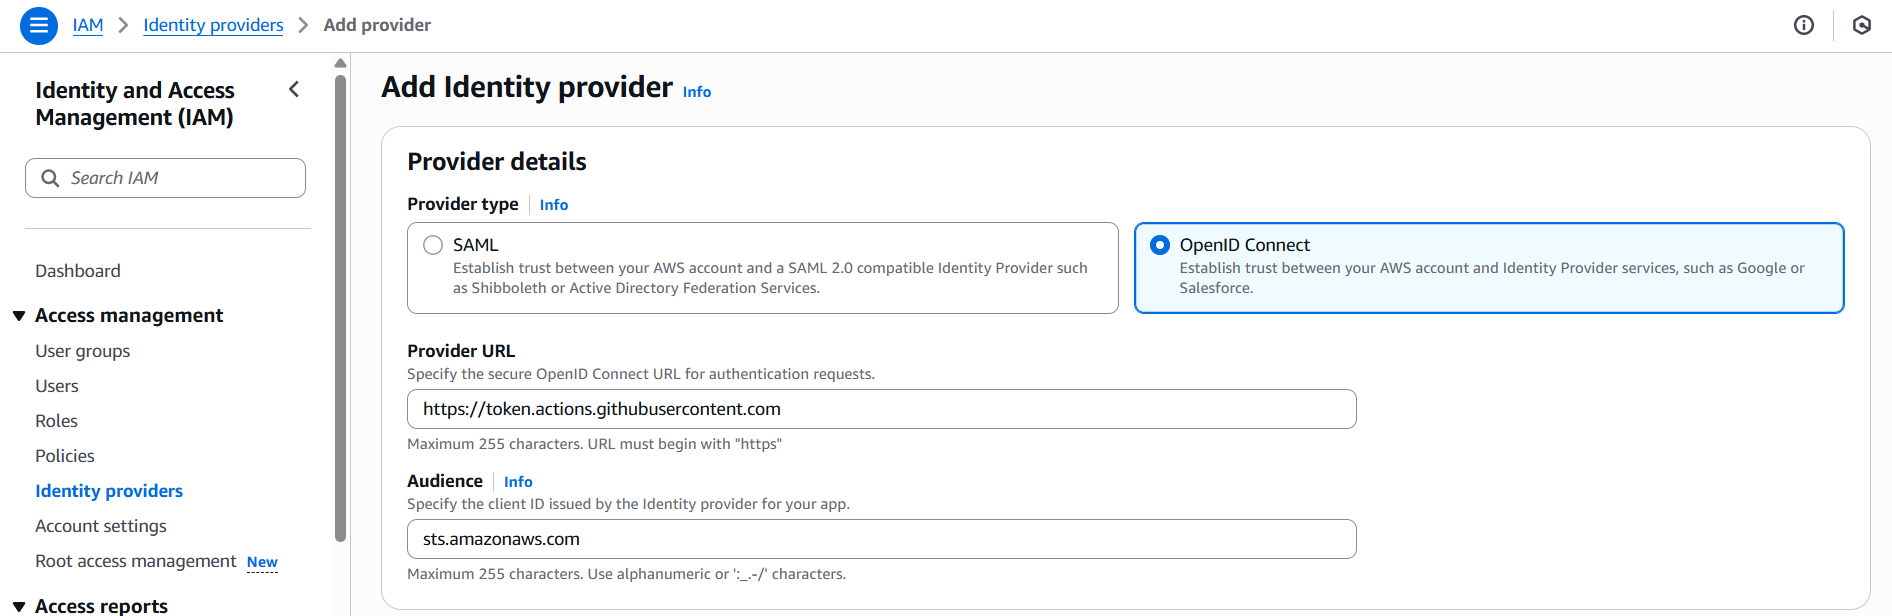 IAM > Identity providers > Add provider
Identity and Access
Management (IAM)
Search IAM
Dashboard
Access management
User groups
Users
Roles
Policies
Identity providers
Account settings
Root access management New
Access reports
Add Identity provider Info
Provider details
Provider type Info
SAML
Establish trust between your AWS account and a SAML 2.0 compatible Identity Provider such
as Shibboleth or Active Directory Federation Services.
OpenID Connect
Establish trust between your AWS account and Identity Provider services, such as Google or
Salesforce.
Provider URL
Specify the secure OpenID Connect URL for authentication requests.
https://token.actions.githubusercontent.com
Maximum 255 characters. URL must begin with "https"
Audience Info
Specify the client ID issued by the Identity provider for your app.
sts.amazonaws.com
Maximum 255 characters. Use alphanumeric or ':_.-/' characters.